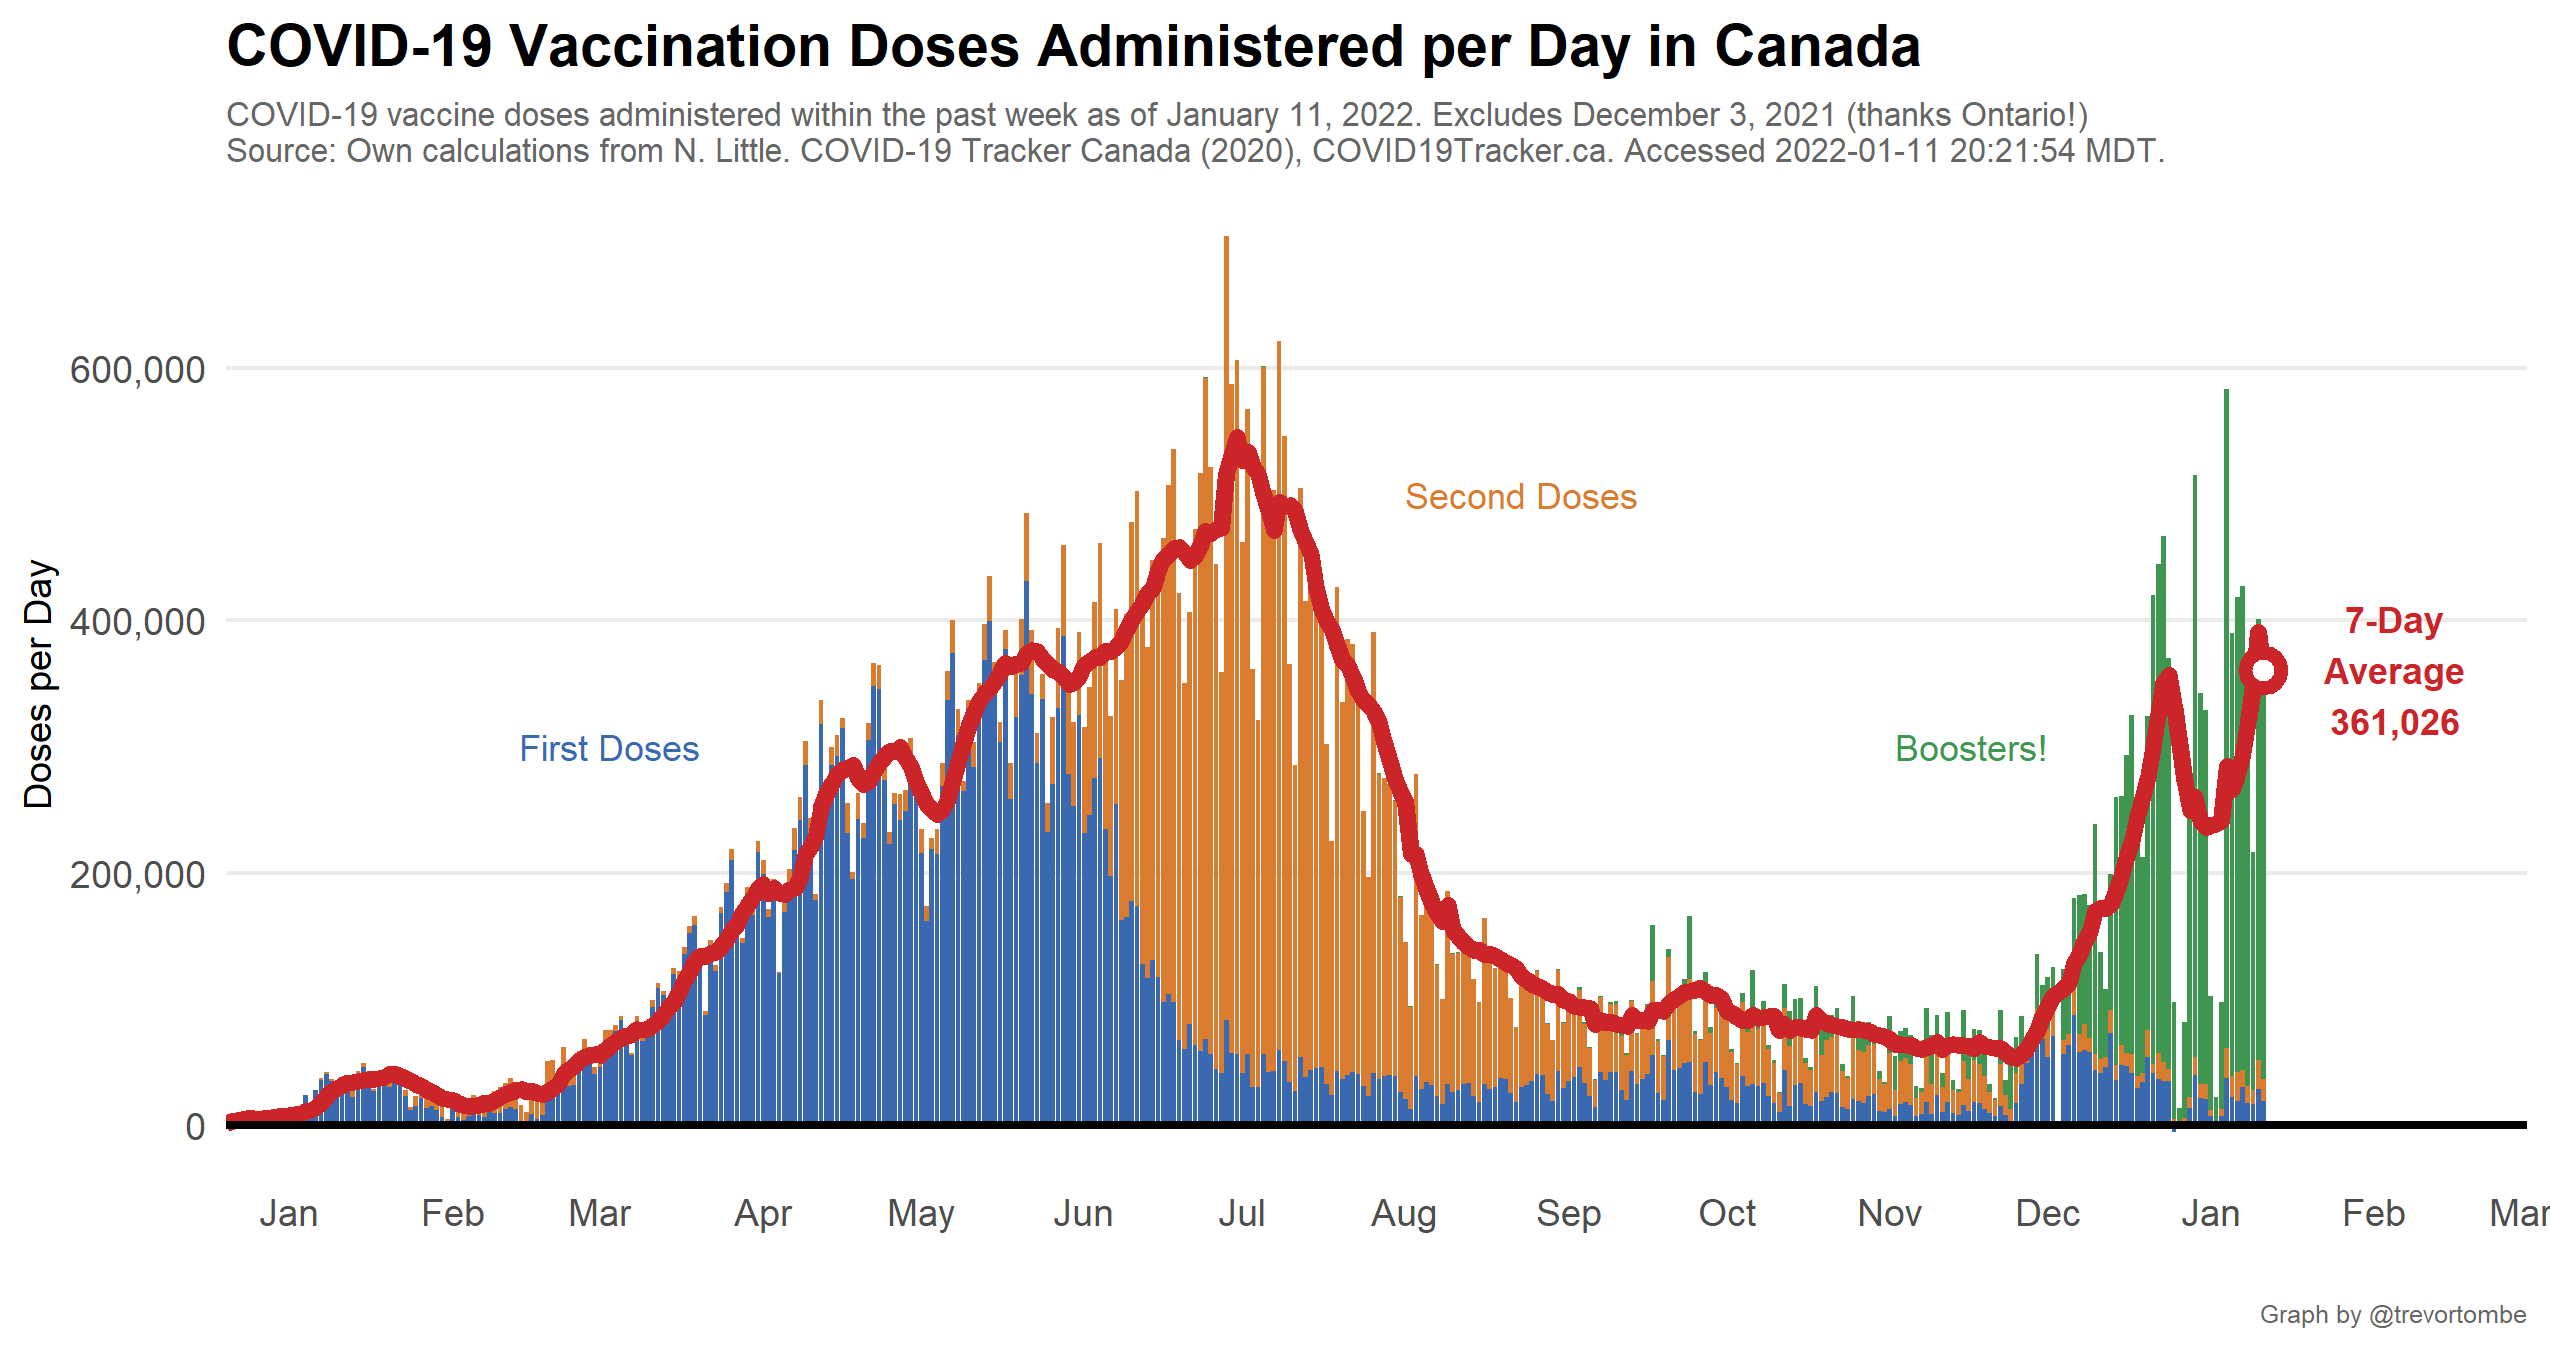 COVID-19 Vaccination Doses Administered per Day in Canada
COVID-19 vaccine doses administered within the past week as of January 11, 2022. Excludes December 3, 2021 (thanks Ontario!)
Source: Own calculations from N. Little. COVID-19 Tracker Canada (2020), COVID19Tracker.ca. Accessed 2022-01-11 20:21:54 MDT.
Doses per Day
600,000
400,000
200,000
0
First Doses
Second Doses
Boosters!
7-Day
Average
361,026
Jan Feb Mar Apr May Jun Jul Aug Sep Oct Nov Dec Jan Feb Mar
Graph by @trevortombe